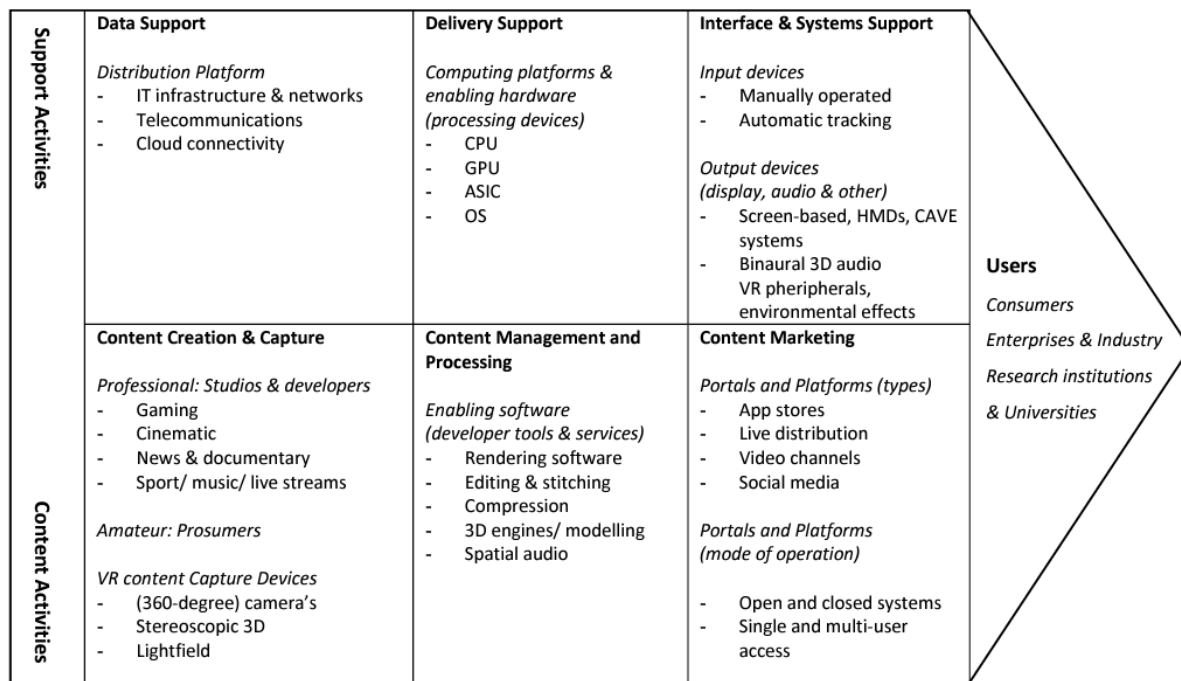 Support Activities
Data Support
Distribution Platform
- IT infrastructure & networks
- Telecommunications
- Cloud connectivity
Delivery Support
Computing platforms &
enabling hardware
(processing devices)
- CPU
- GPU
- ASIC
- OS
Interface & Systems Support
Input devices
- Manually operated
- Automatic tracking
Output devices
(display, audio & other)
- Screen-based, HMDs, CAVE
systems
- Binaural 3D audio
VR pheripherals,
environmental effects
Content Activities
Content Creation & Capture
Professional: Studios & developers
- Gaming
- Cinematic
- News & documentary
- Sport/ music/ live streams
Amateur: Prosumers
VR content Capture Devices
- (360-degree) camera's
- Stereoscopic 3D
- Lightfield
Content Management and
Processing
Enabling software
(developer tools & services)
- Rendering software
- Editing & stitching
- Compression
- 3D engines/ modelling
- Spatial audio
Content Marketing
Portals and Platforms (types)
- App stores
- Live distribution
- Video channels
- Social media
Portals and Platforms
(mode of operation)
- Open and closed systems
- Single and multi-user
access
Users
Consumers
Enterprises & Industry
Research institutions
& Universities